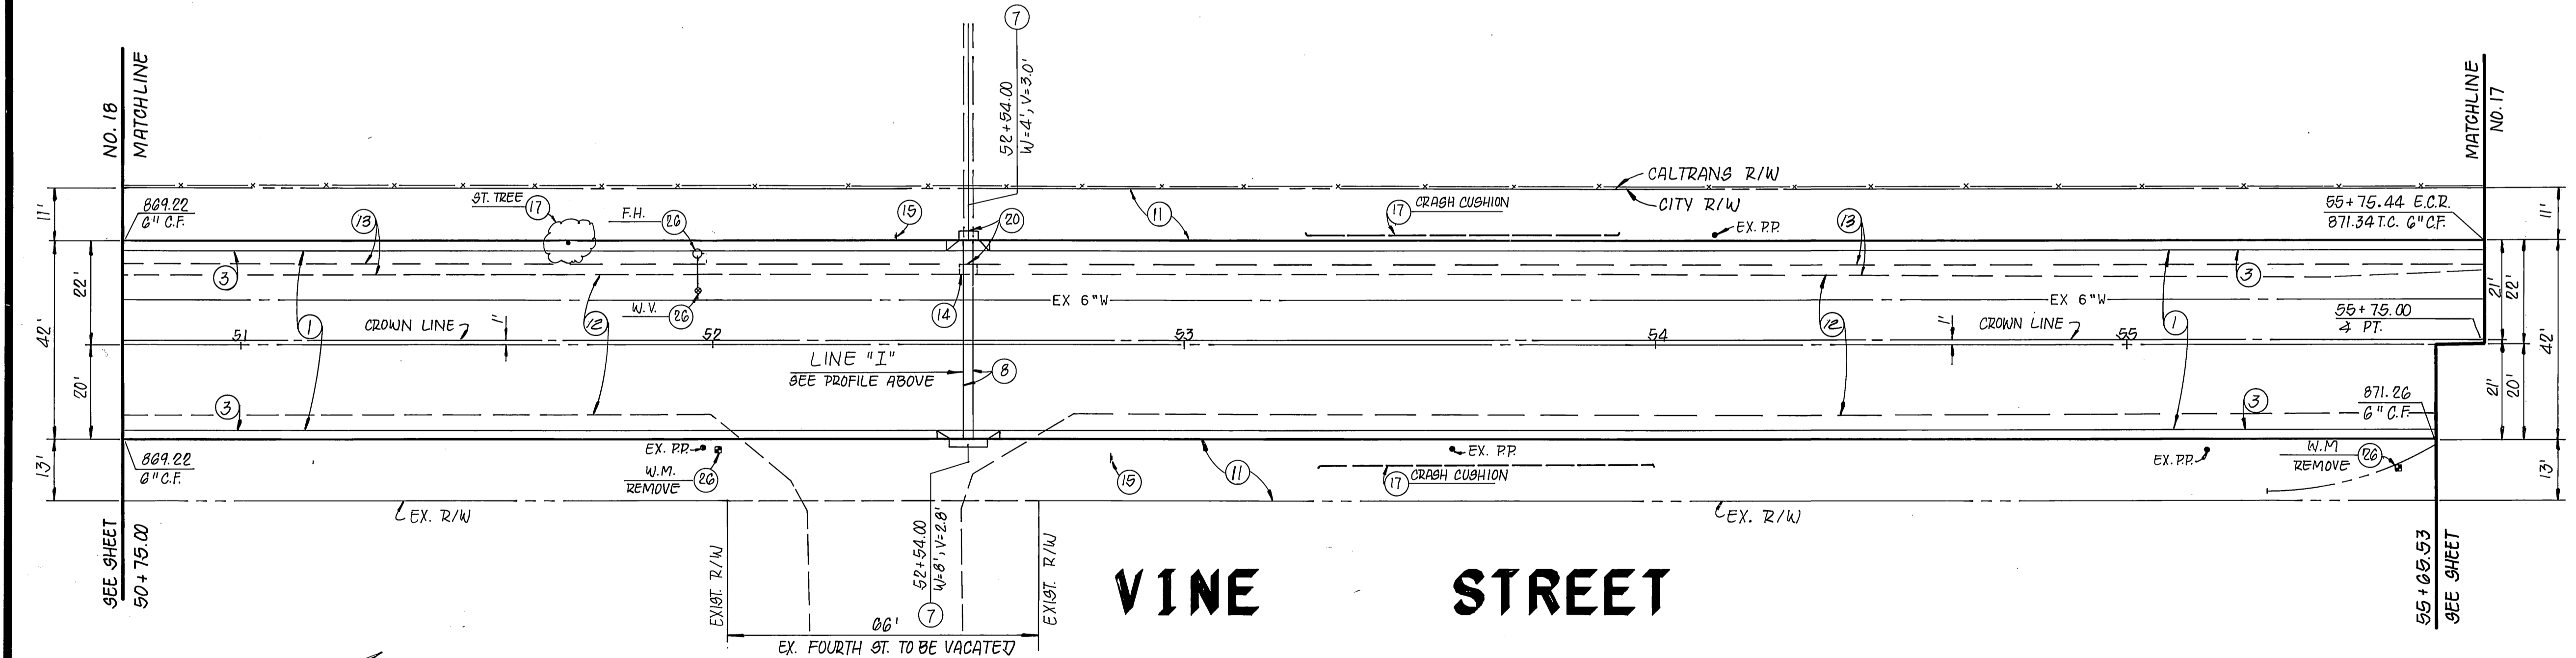 7
52+54.00
W=4', V=3.0'
NO. 18
MATCHLINE
MATCHLINE
NO. 17
CALTRANS R/W
CITY R/W
11'
869.22
6" C.F.
13
ST. TREE
17
F.H.
26
15
20
11
17
CRASH CUSHION
EX. P.P.
13
55+75.44 E.C.R.
871.34 T.C. 6" C.F.
11'
3
22'
14
EX 6"W
EX 6"W
3
21'
22'
42'
1
CROWN LINE
1"
12
W.V.
26
12
1"
CROWN LINE
1
55+75.00
∠ PT.
42'
51
52
53
54
55
LINE "I"
SEE PROFILE ABOVE
8
20'
3
3
871.26
6" C.F.
21'
20'
13'
869.22
6" C.F.
EX. P.P.
W.M.
REMOVE
26
15
11
EX. P.P.
17
CRASH CUSHION
EX. P.P.
W.M
REMOVE
26
13'
EX. R/W
EX. R/W
SEE SHEET
50+75.00
EXIST. R/W
52+54.00
W=8', V=2.8'
7
EXIST. R/W
VINE STREET
55+65.53
SEE SHEET
66'
EX. FOURTH ST. TO BE VACATED